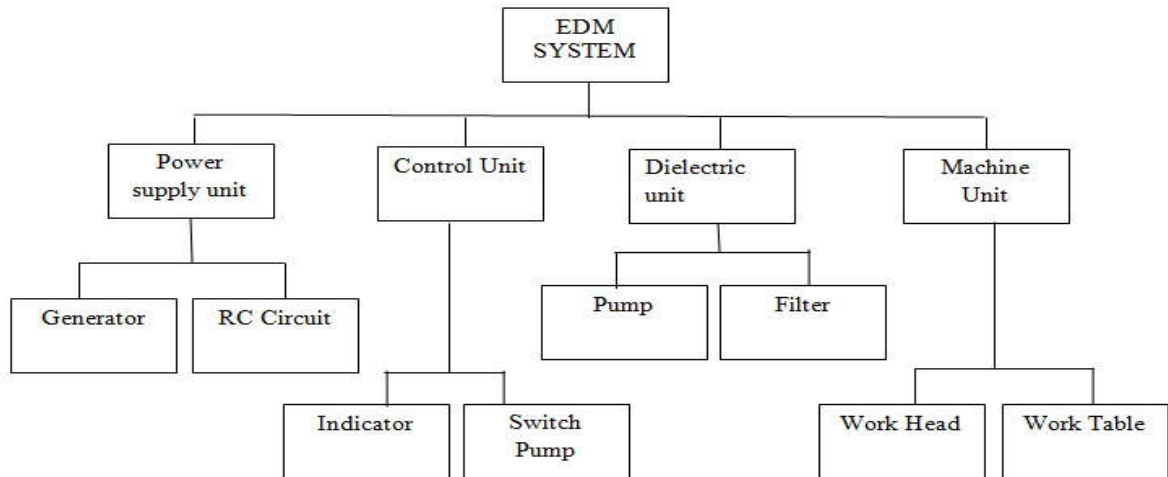 EDM
SYSTEM
Power
supply unit
Control Unit
Dielectric
unit
Machine
Unit
Generator
RC Circuit
Pump
Filter
Indicator
Switch
Pump
Work Head
Work Table